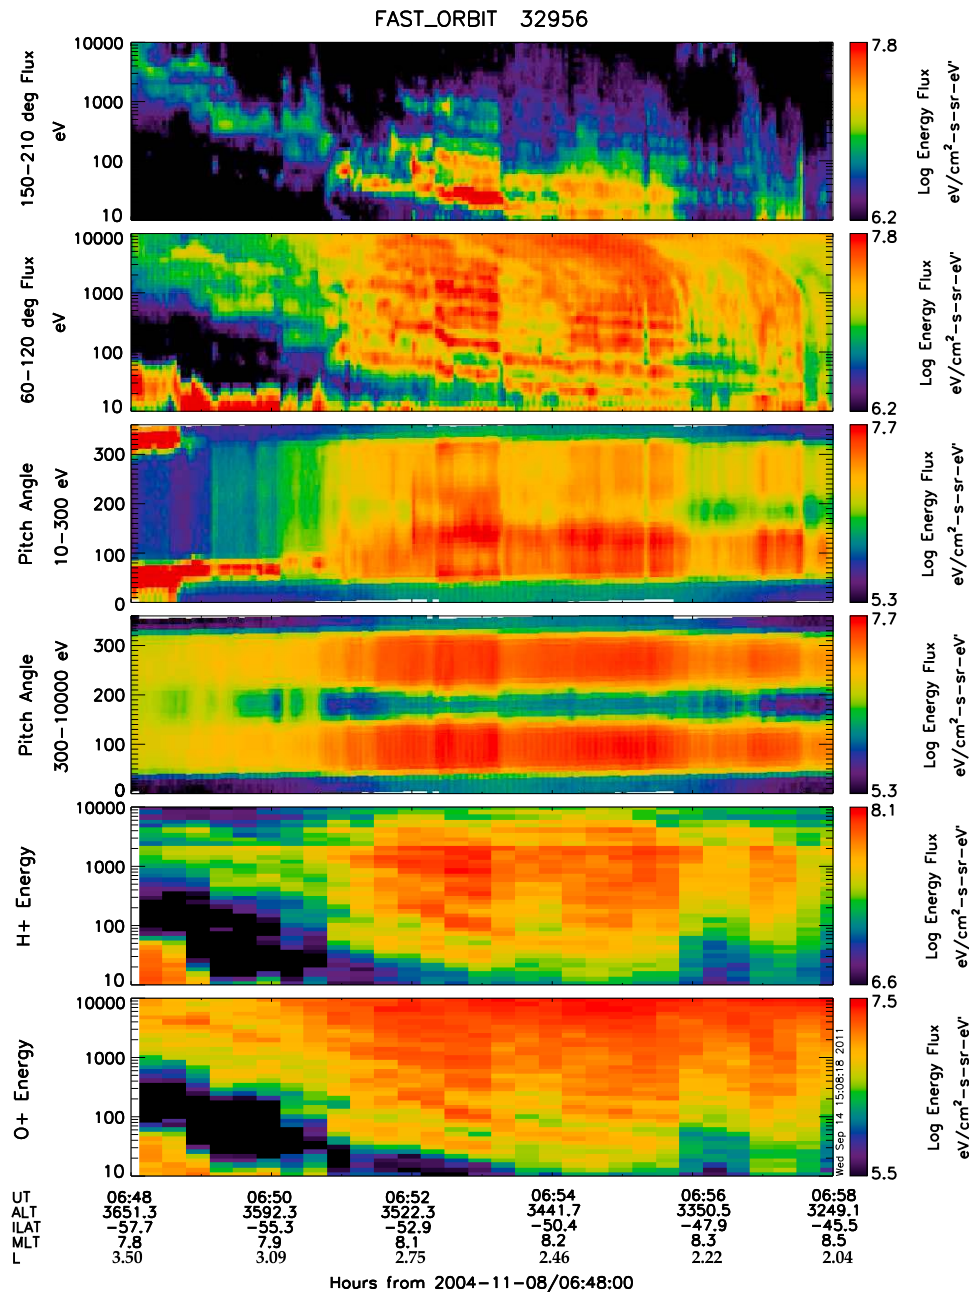 FAST_ORBIT 32956
150-210 deg Flux
eV
10000
1000
100
10
7.8
6.2
Log Energy Flux
eV/cm²-s-sr-eV'
60-120 deg Flux
eV
10000
1000
100
10
7.8
6.2
Log Energy Flux
eV/cm²-s-sr-eV'
Pitch Angle
10-300 eV
300
200
100
0
7.7
5.3
Log Energy Flux
eV/cm²-s-sr-eV'
Pitch Angle
300-10000 eV
300
200
100
0
7.7
5.3
Log Energy Flux
eV/cm²-s-sr-eV'
H+ Energy
10000
1000
100
10
8.1
6.6
Log Energy Flux
eV/cm²-s-sr-eV'
O+ Energy
10000
1000
100
10
7.5
5.5
Log Energy Flux
eV/cm²-s-sr-eV'
Wed Sep 14 15:08:18 2011
UT 06:48 06:50 06:52 06:54 06:56 06:58
ALT 3651.3 3592.3 3522.3 3441.7 3350.5 3249.1
ILAT -57.7 -55.3 -52.9 -50.4 -47.9 -45.5
MLT 7.8 7.9 8.1 8.2 8.3 8.5
L 3.50 3.09 2.75 2.46 2.22 2.04
Hours from 2004-11-08/06:48:00